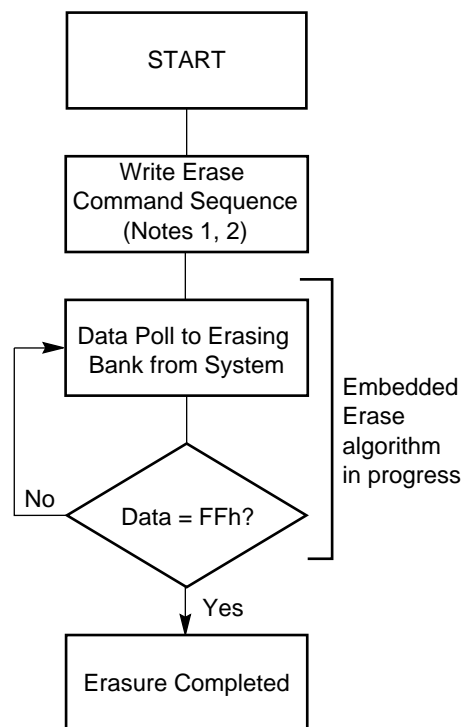 START
Write Erase
Command Sequence
(Notes 1, 2)
Data Poll to Erasing
Bank from System
Embedded
Erase
algorithm
in progress
No
Data = FFh?
Yes
Erasure Completed